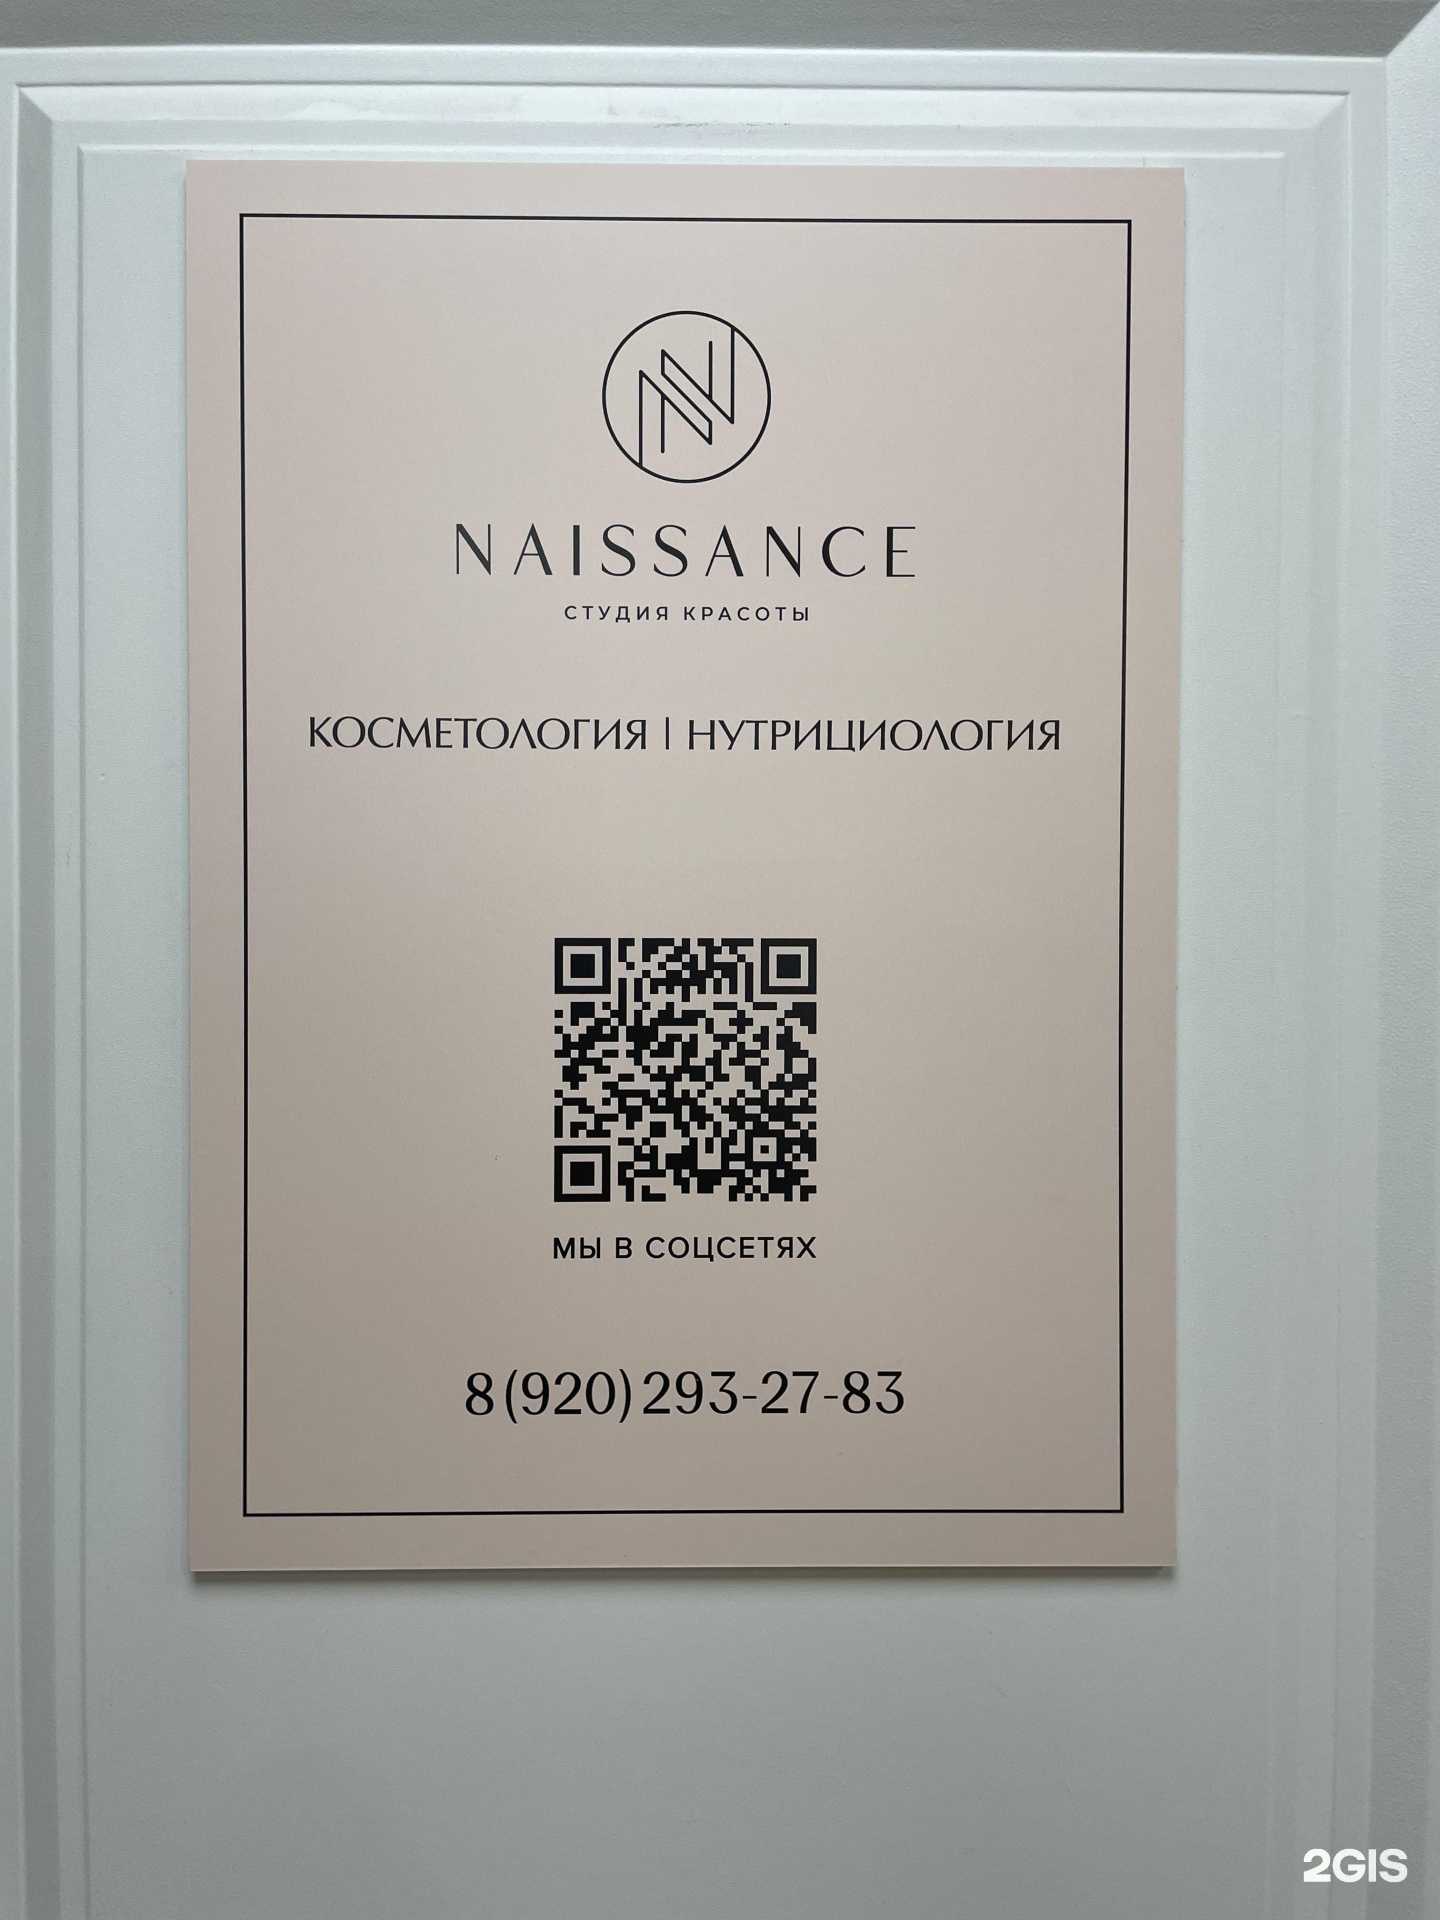 NAISSANCE
СТУДИЯ КРАСОТЫ
КОСМЕТОЛОГИЯ | НУТРИЦИОЛОГИЯ
МЫ В СОЦСЕТЯХ
8 (920) 293-27-83
2GIS